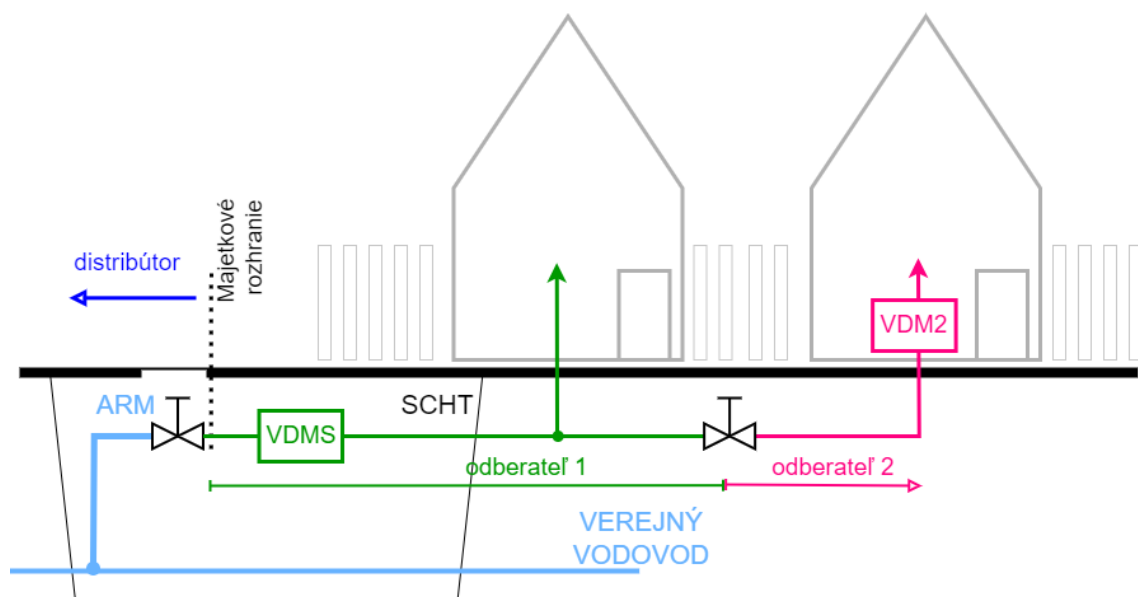 Majetkové
rozhranie
distribútor
VDM2
ARM
SCHT
VDMS
odberateľ 1
odberateľ 2
VEREJNÝ
VODOVOD